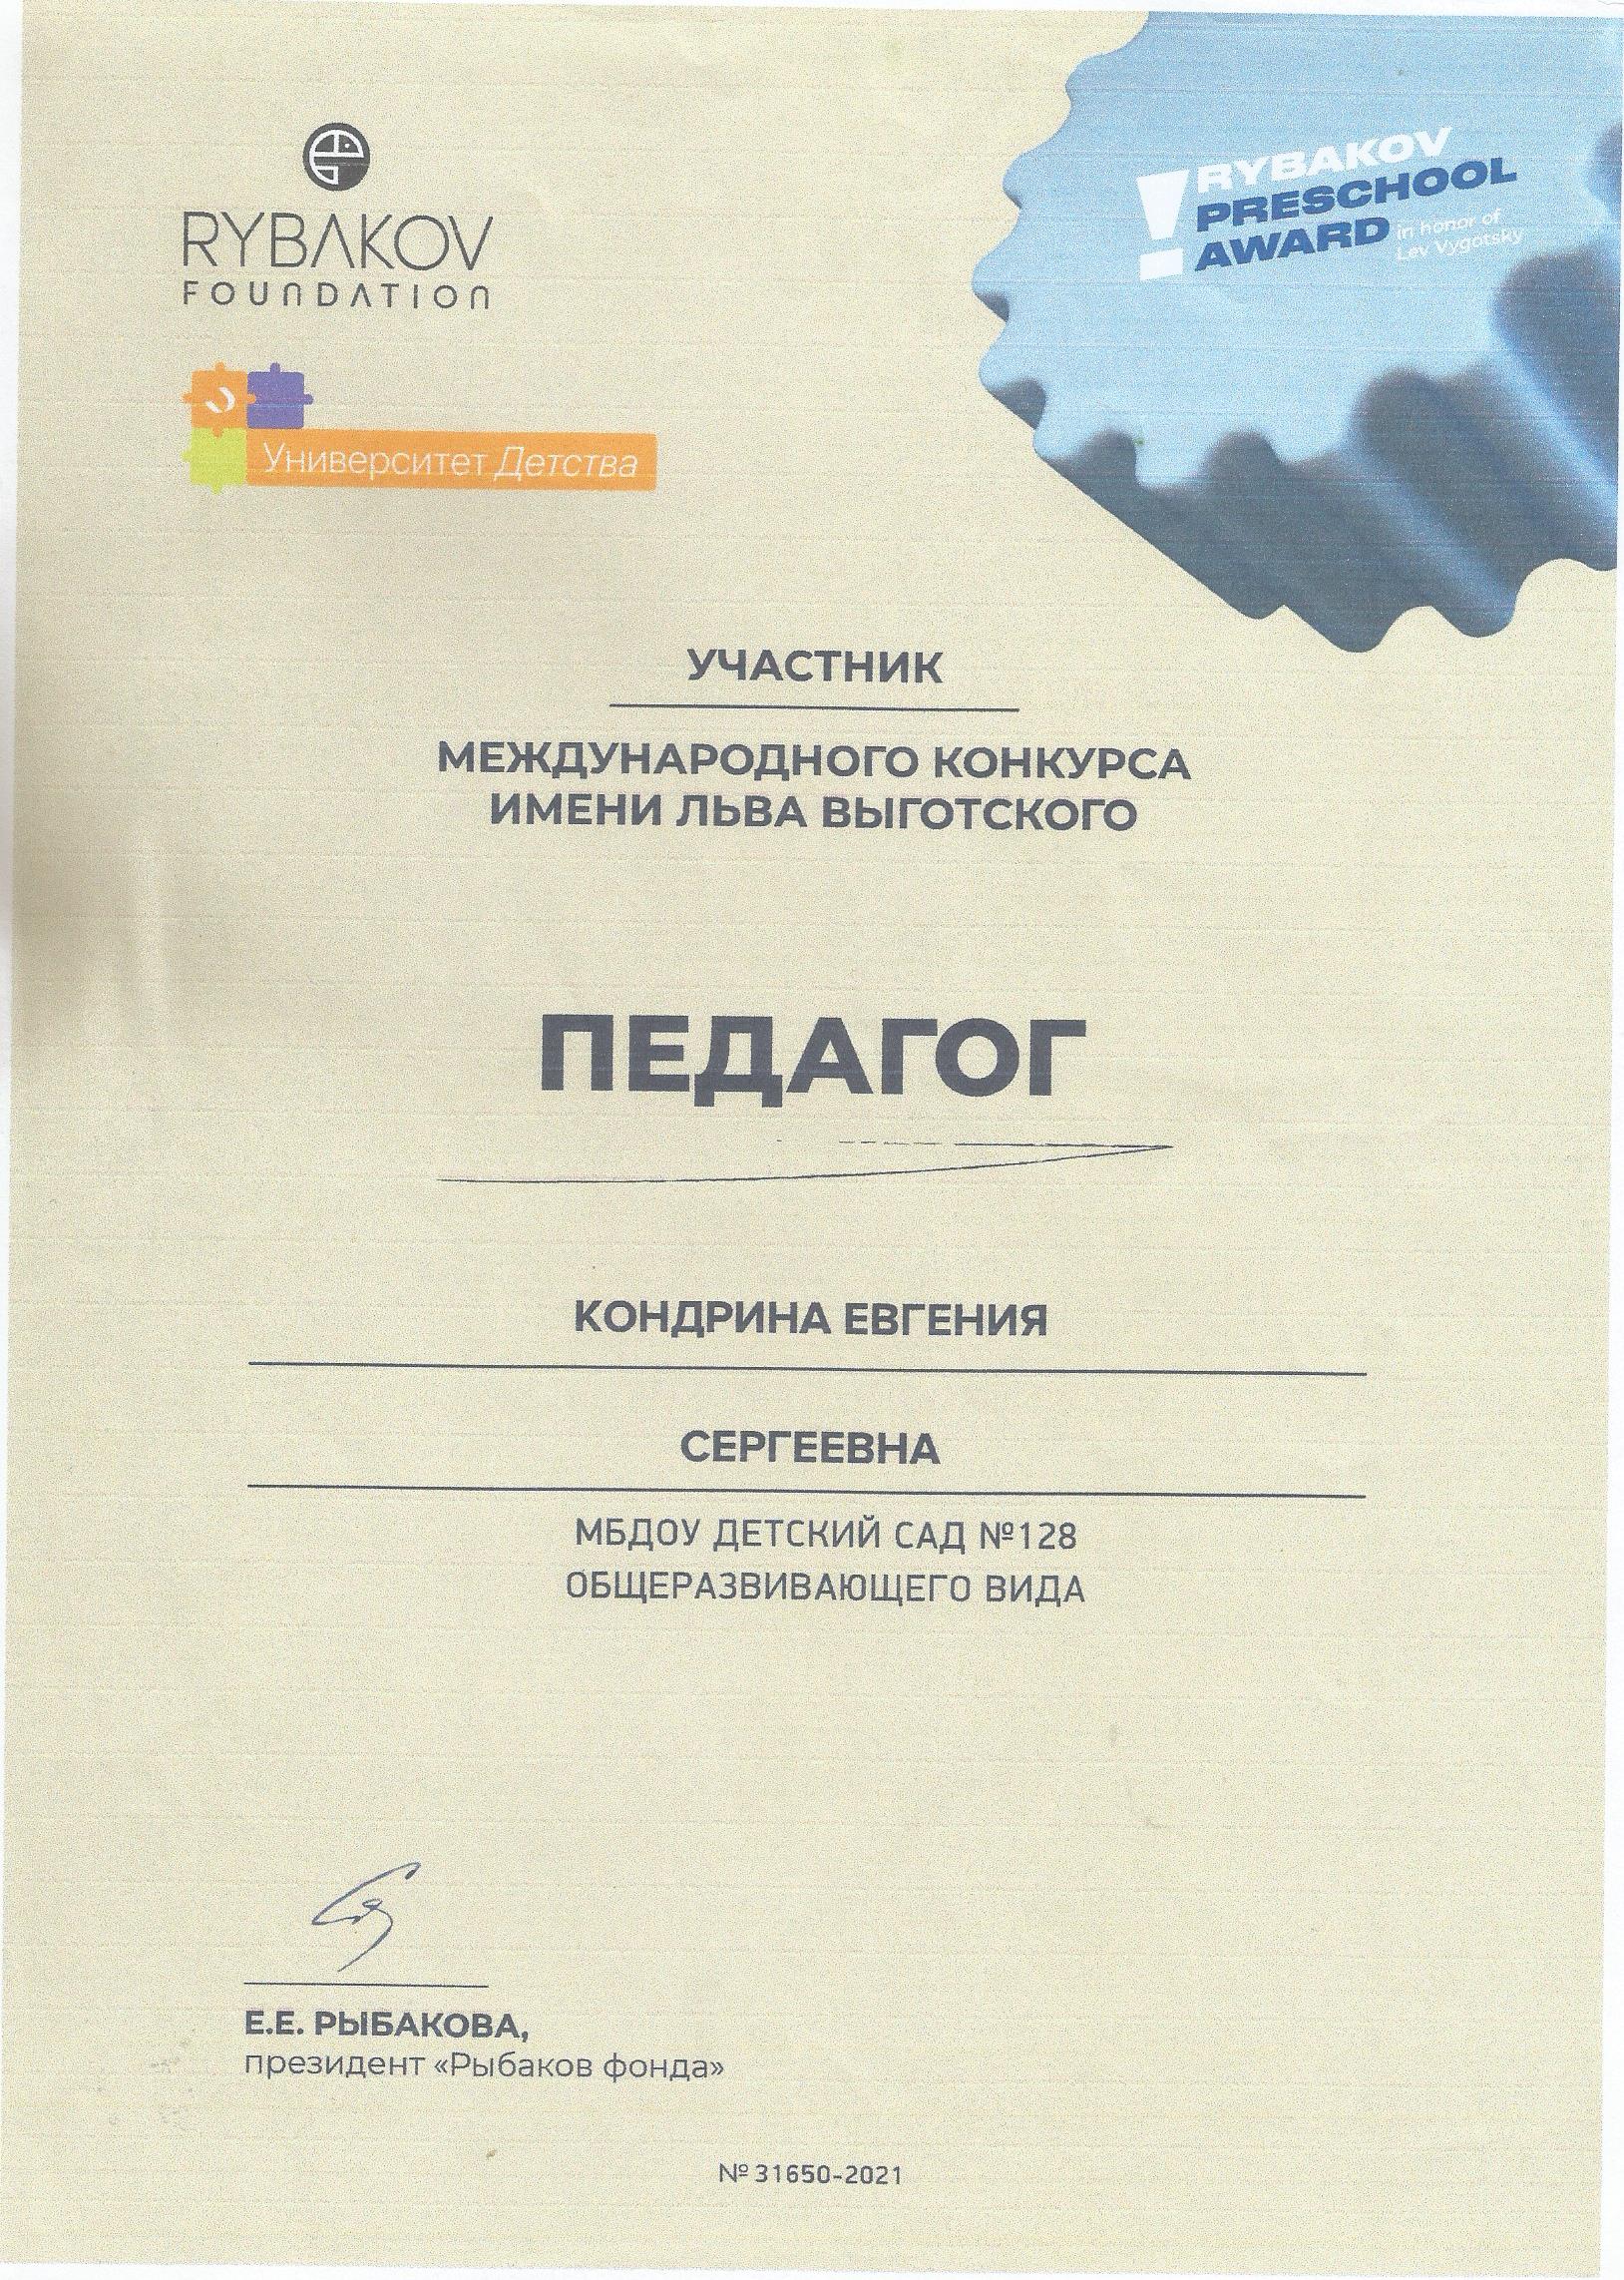 RYBAKOV
FOUNDATION
Университет Детства
RYBAKOV
PRESCHOOL
AWARD
in honor of
Lev Vygotsky
УЧАСТНИК
МЕЖДУНАРОДНОГО КОНКУРСА
ИМЕНИ ЛЬВА ВЫГОТСКОГО
ПЕДАГОГ
КОНДРИНА ЕВГЕНИЯ
СЕРГЕЕВНА
МБДОУ ДЕТСКИЙ САД №128
ОБЩЕРАЗВИВАЮЩЕГО ВИДА
Е.Е. РЫБАКОВА,
президент «Рыбаков фонда»
№ 31650-2021